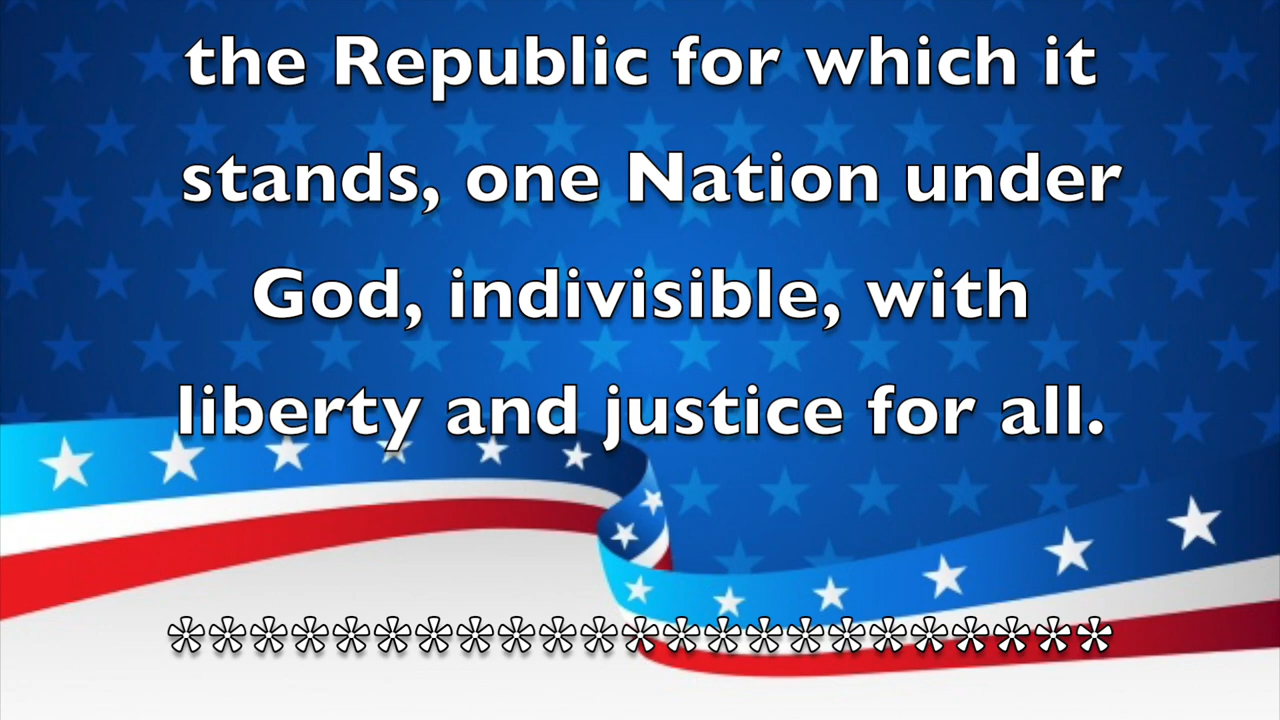 the Republic for which it
stands, one Nation under
God, indivisible, with
liberty and justice for all.
***********************